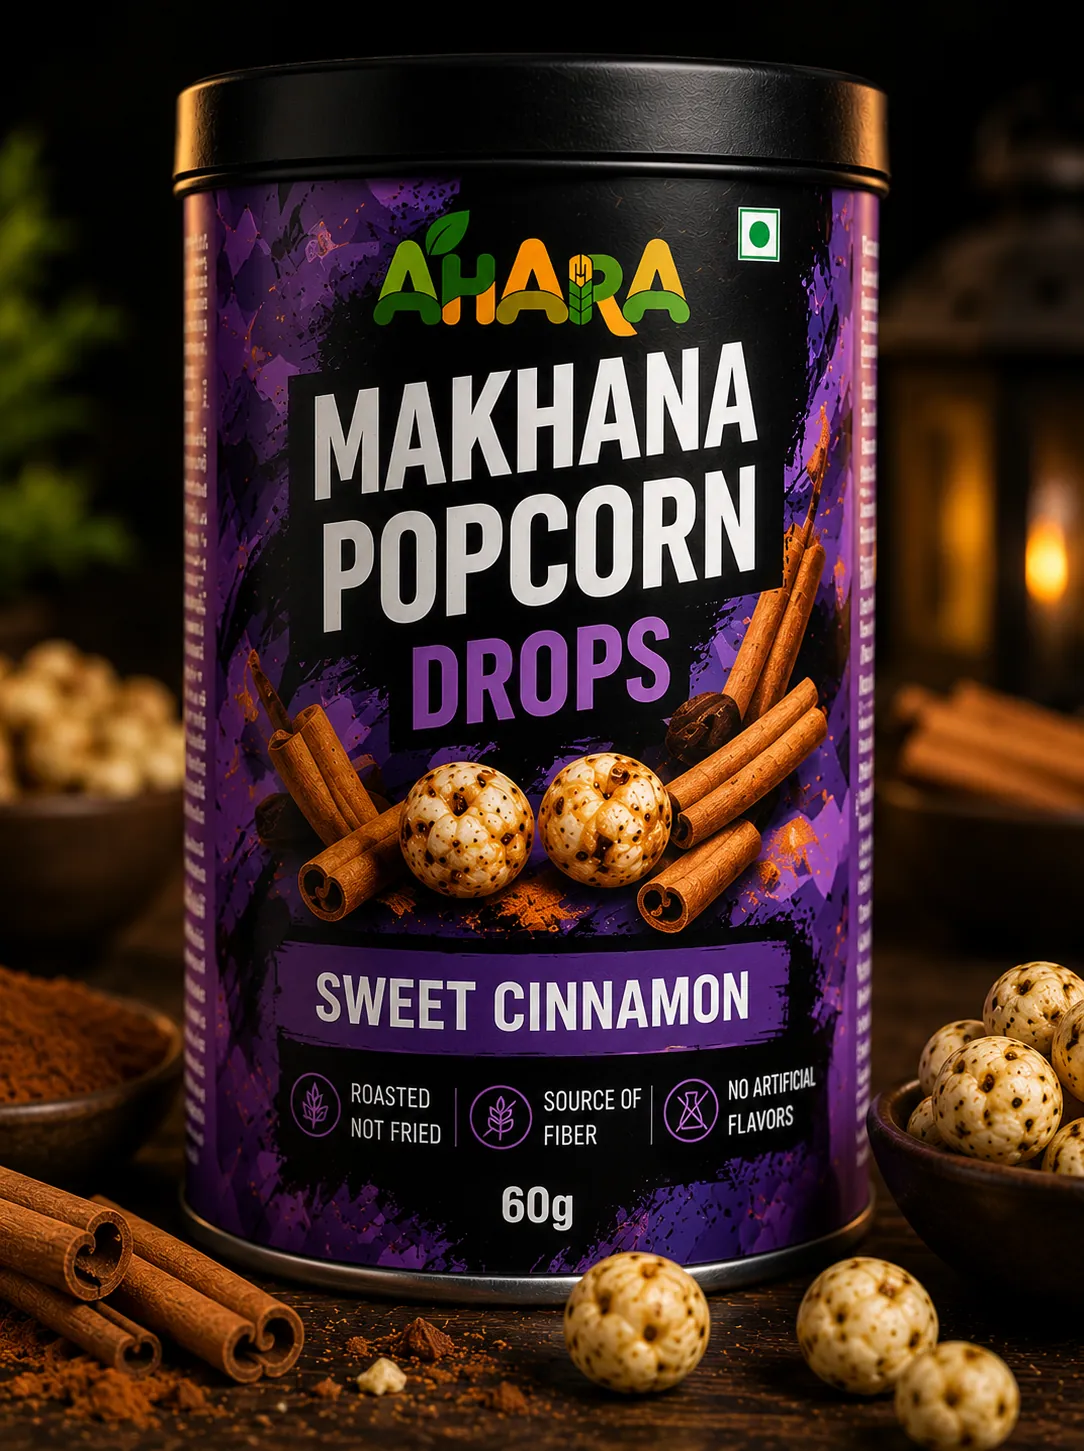 AHARA
MAKHANA
POPCORN
DROPS
SWEET CINNAMON
ROASTED
NOT FRIED
SOURCE OF
FIBER
NO ARTIFICIAL
FLAVORS
60g